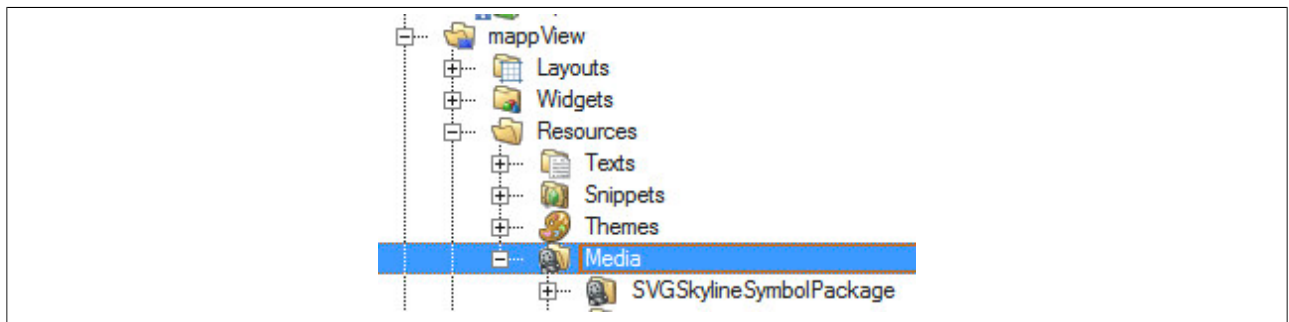 mappView
Layouts
Widgets
Resources
Texts
Snippets
Themes
Media
SVGSkylineSymbolPackage